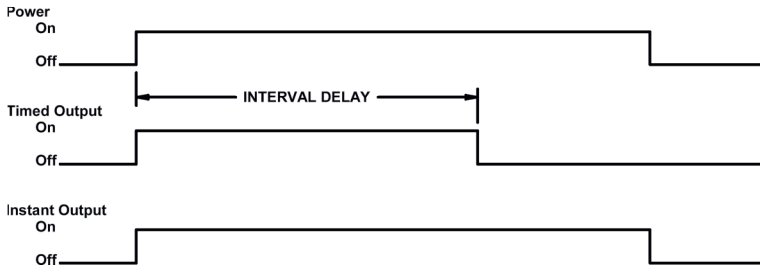 Power
On
Off
INTERVAL DELAY
Timed Output
On
Off
Instant Output
On
Off